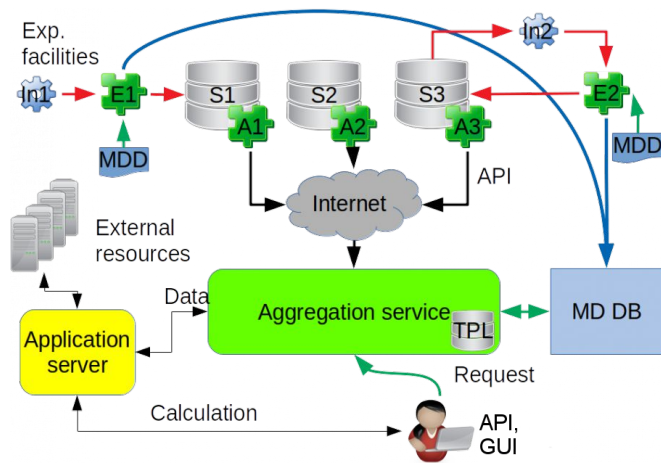 Exp.
facilities
In1
E1
S1
S2
S3
In2
E2
A1
A2
A3
MDD
MDD
API
Internet
External
resources
Data
Aggregation service
TPL
MD DB
Application
server
Request
Calculation
API,
GUI